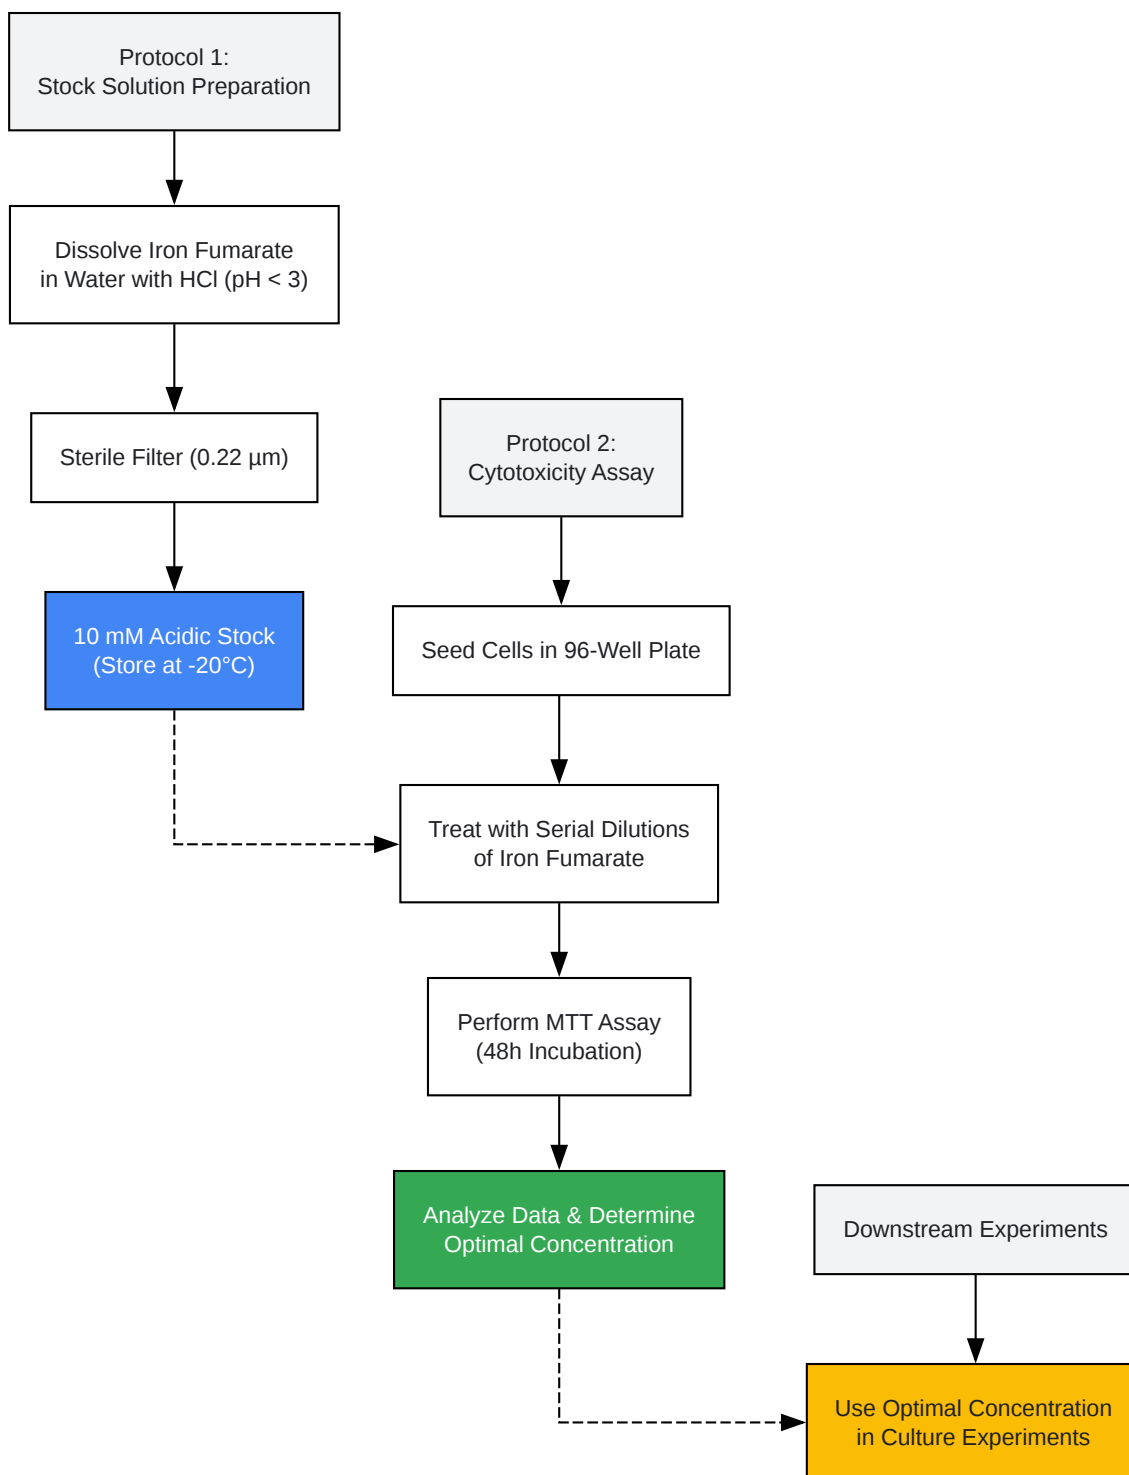 Protocol 1:
Stock Solution Preparation
Dissolve Iron Fumarate
in Water with HCl (pH < 3)
Sterile Filter (0.22 µm)
10 mM Acidic Stock
(Store at -20°C)
Protocol 2:
Cytotoxicity Assay
Seed Cells in 96-Well Plate
Treat with Serial Dilutions
of Iron Fumarate
Perform MTT Assay
(48h Incubation)
Analyze Data & Determine
Optimal Concentration
Downstream Experiments
Use Optimal Concentration
in Culture Experiments